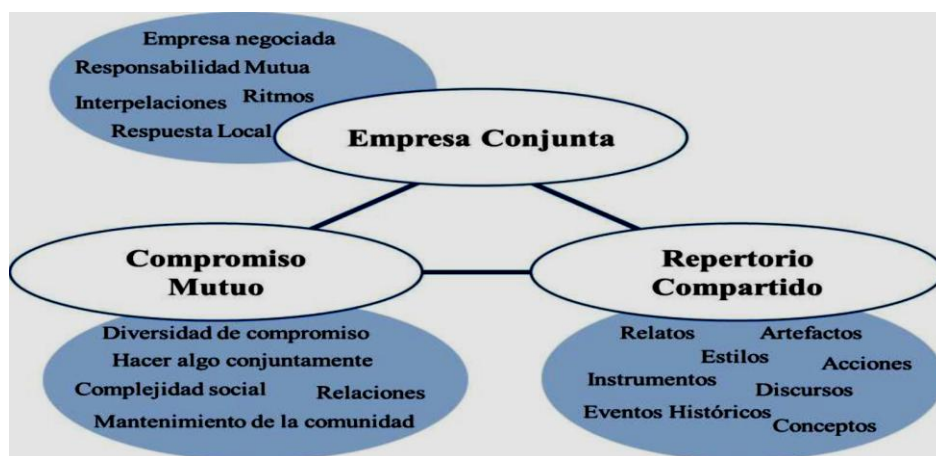 Empresa negociada
Responsabilidad Mutua
Interpelaciones Ritmos
Respuesta Local
Empresa Conjunta
Compromiso
Mutuo
Diversidad de compromiso
Hacer algo conjuntamente
Complejidad social Relaciones
Mantenimiento de la comunidad
Repertorio
Compartido
Relatos Artefactos
Estilos Acciones
Instrumentos Discursos
Eventos Históricos Conceptos